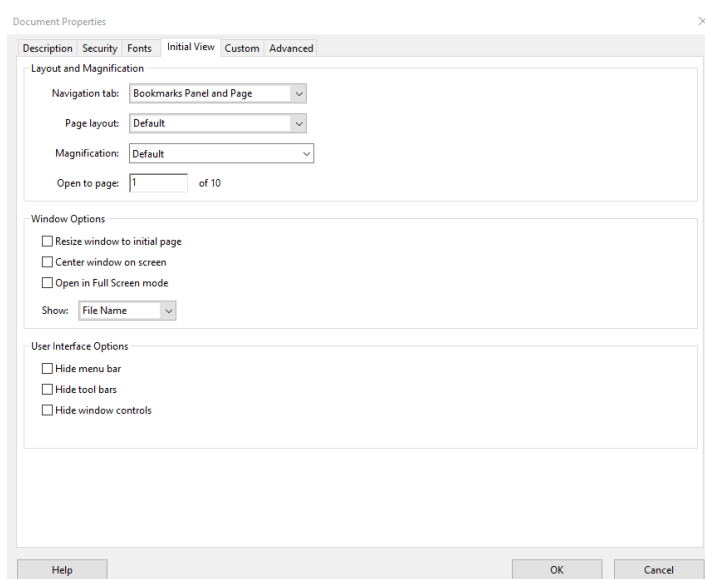 Document Properties
Description Security Fonts Initial View Custom Advanced
Layout and Magnification
Navigation tab: Bookmarks Panel and Page
Page layout: Default
Magnification: Default
Open to page: 1 of 10
Window Options
Resize window to initial page
Center window on screen
Open in Full Screen mode
Show: File Name
User Interface Options
Hide menu bar
Hide tool bars
Hide window controls
Help OK Cancel